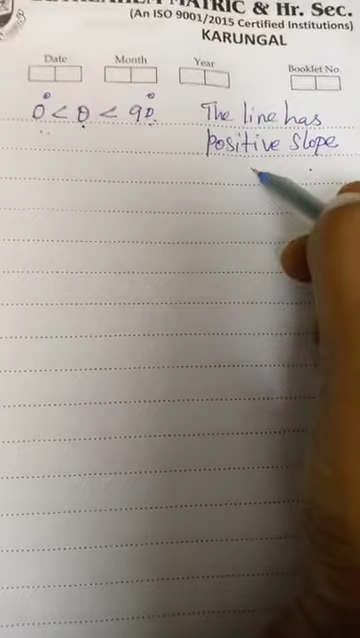 MATRIC & Hr. Sec.
(An ISO 9001/2015 Certified Institutions)
KARUNGAL
Date Month Year Booklet No.
0° < θ < 90° The line has
positive slope